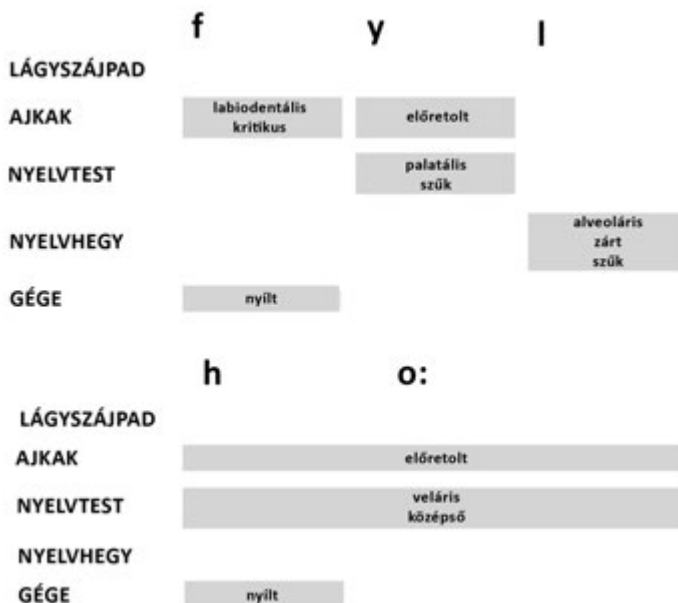 f y l
LÁGYSZÁJPAD
AJKAK labiodentális kritikus előretolt
NYELVTEST palatális szűk
NYELVHEGY alveoláris zárt szűk
GÉGE nyílt
h o:
LÁGYSZÁJPAD
AJKAK előretolt
NYELVTEST veláris középső
NYELVHEGY
GÉGE nyílt